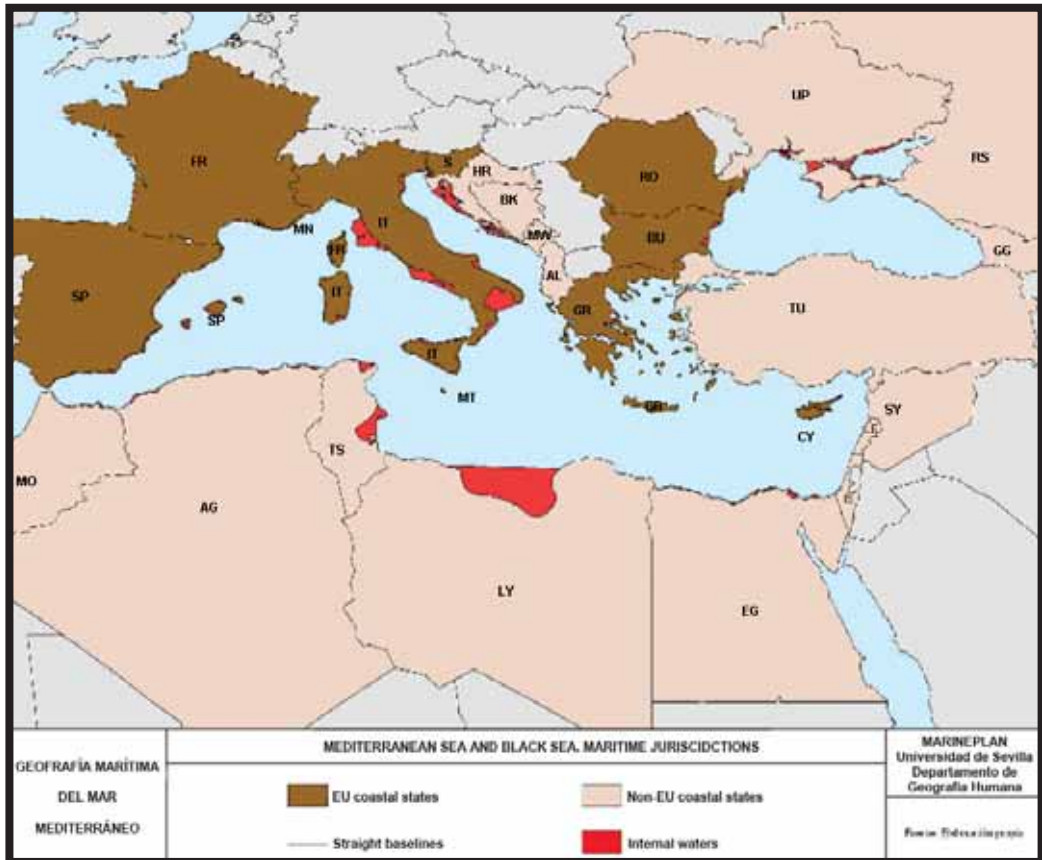 UP
RS
FR
S
HR
RO
BK
IT
MN
MW
BU
GG
FR
AL
SP
IT
GR
TU
SP
IT
MT
GR
SY
CY
TS
MO
AG
LY
EG
GEOFRAFÍA MARÍTIMA
DEL MAR
MEDITERRÁNEO
MEDITERRANEAN SEA AND BLACK SEA. MARITIME JURISCIDCTIONS
EU coastal states
Non-EU coastal states
Straight baselines
Internal waters
MARINEPLAN
Universidad de Sevilla
Departamento de
Geografía Humana